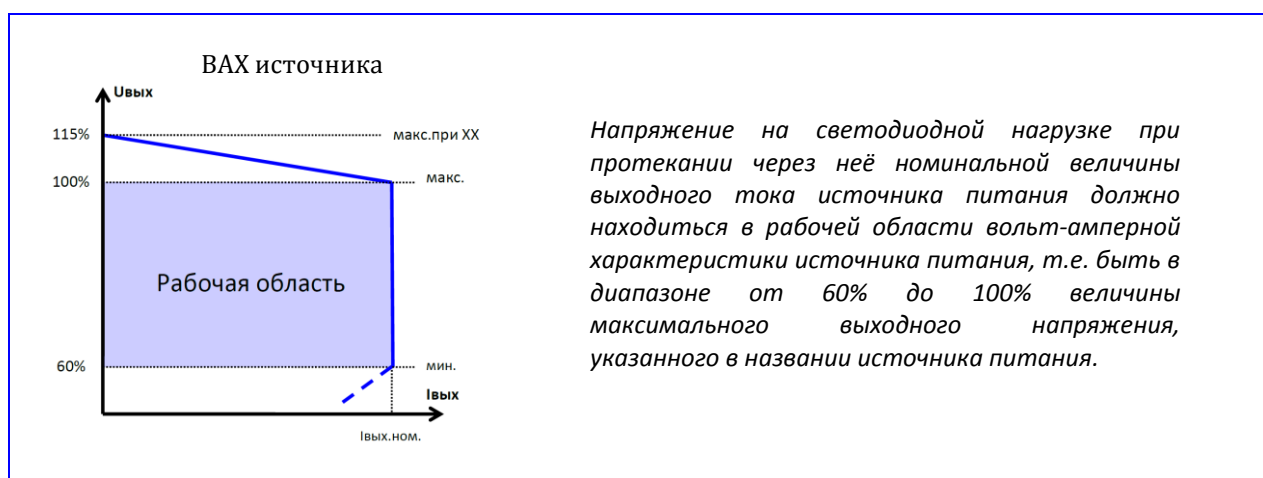 ВАХ источника
Uвых
115%
макс.при ХХ
100%
макс.
Рабочая область
60%
мин.
Iвых
Iвых.ном.
Напряжение на светодиодной нагрузке при
протекании через неё номинальной величины
выходного тока источника питания должно
находиться в рабочей области вольт-амперной
характеристики источника питания, т.е. быть в
диапазоне от 60% до 100% величины
максимального выходного напряжения,
указанного в названии источника питания.